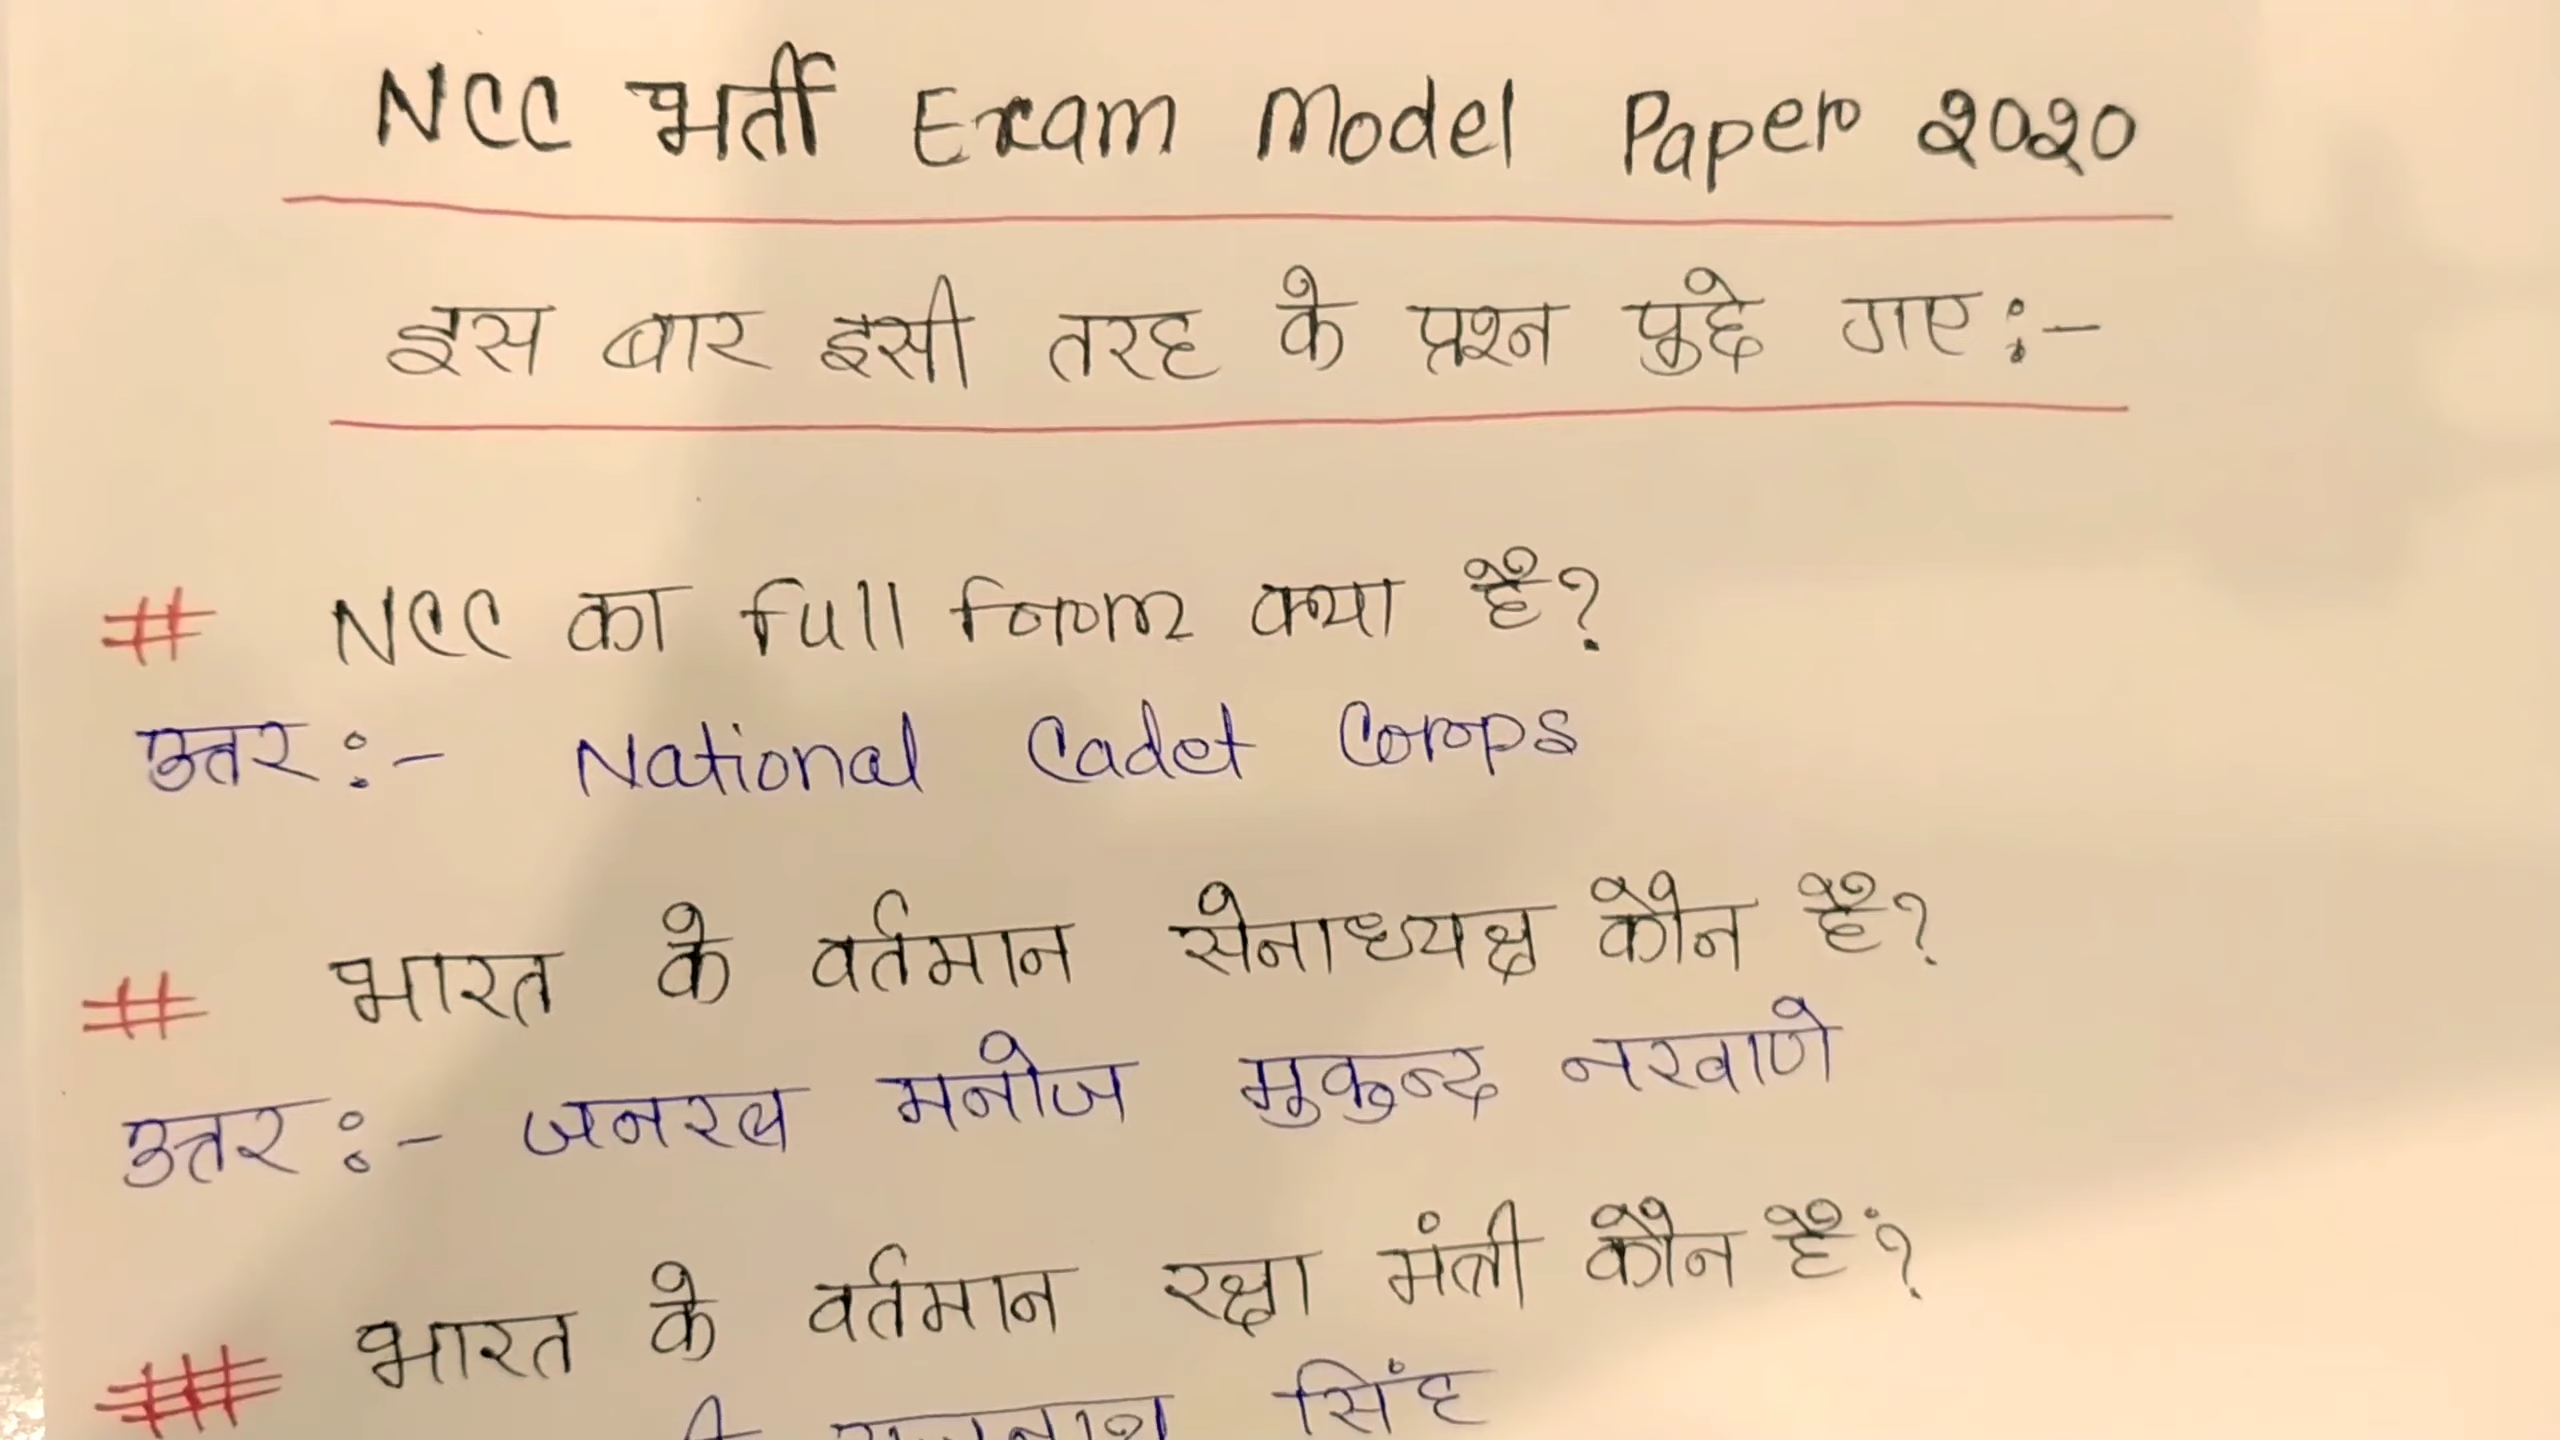 NCC भर्ती Exam Model Paper 2020
इस बार इसी तरह के प्रश्न पुछे गए:-
# NCC का full form क्या है?
उत्तर:- National Cadet Corps
# भारत के वर्तमान सेनाध्यक्ष कौन है?
उत्तर:- जनरल मनोज मुकुन्द नरवाणे
# भारत के वर्तमान रक्षा मंत्री कौन हैं?
राजनाथ सिंह